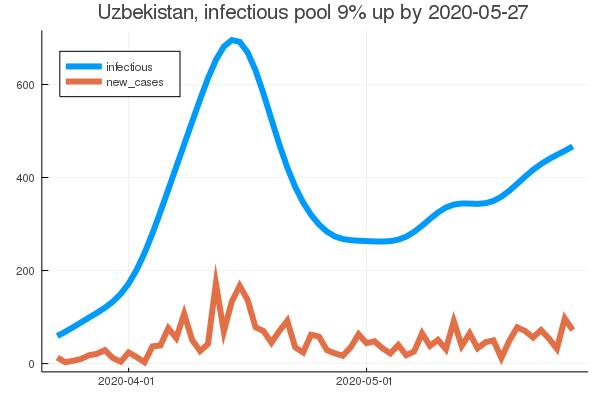 Uzbekistan, infectious pool 9% up by 2020-05-27
infectious
new_cases
600
400
200
0
2020-04-01
2020-05-01